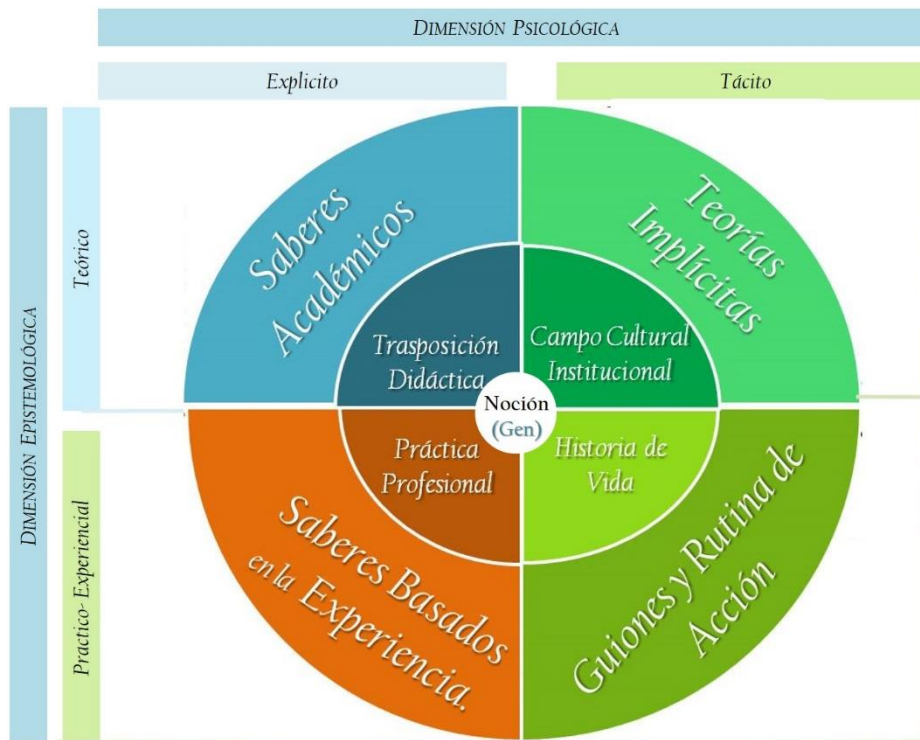 DIMENSIÓN PSICOLÓGICA
Explicito
Tácito
DIMENSIÓN EPISTEMOLÓGICA
Teórico
Practico- Experiencial
Saberes
Académicos
Teorías
Implícitas
Trasposición
Didáctica
Campo Cultural
Institucional
Noción
(Gen)
Práctica
Profesional
Historia de
Vida
Saberes Basados
en la Experiencia.
Guiones y Rutina de
Acción